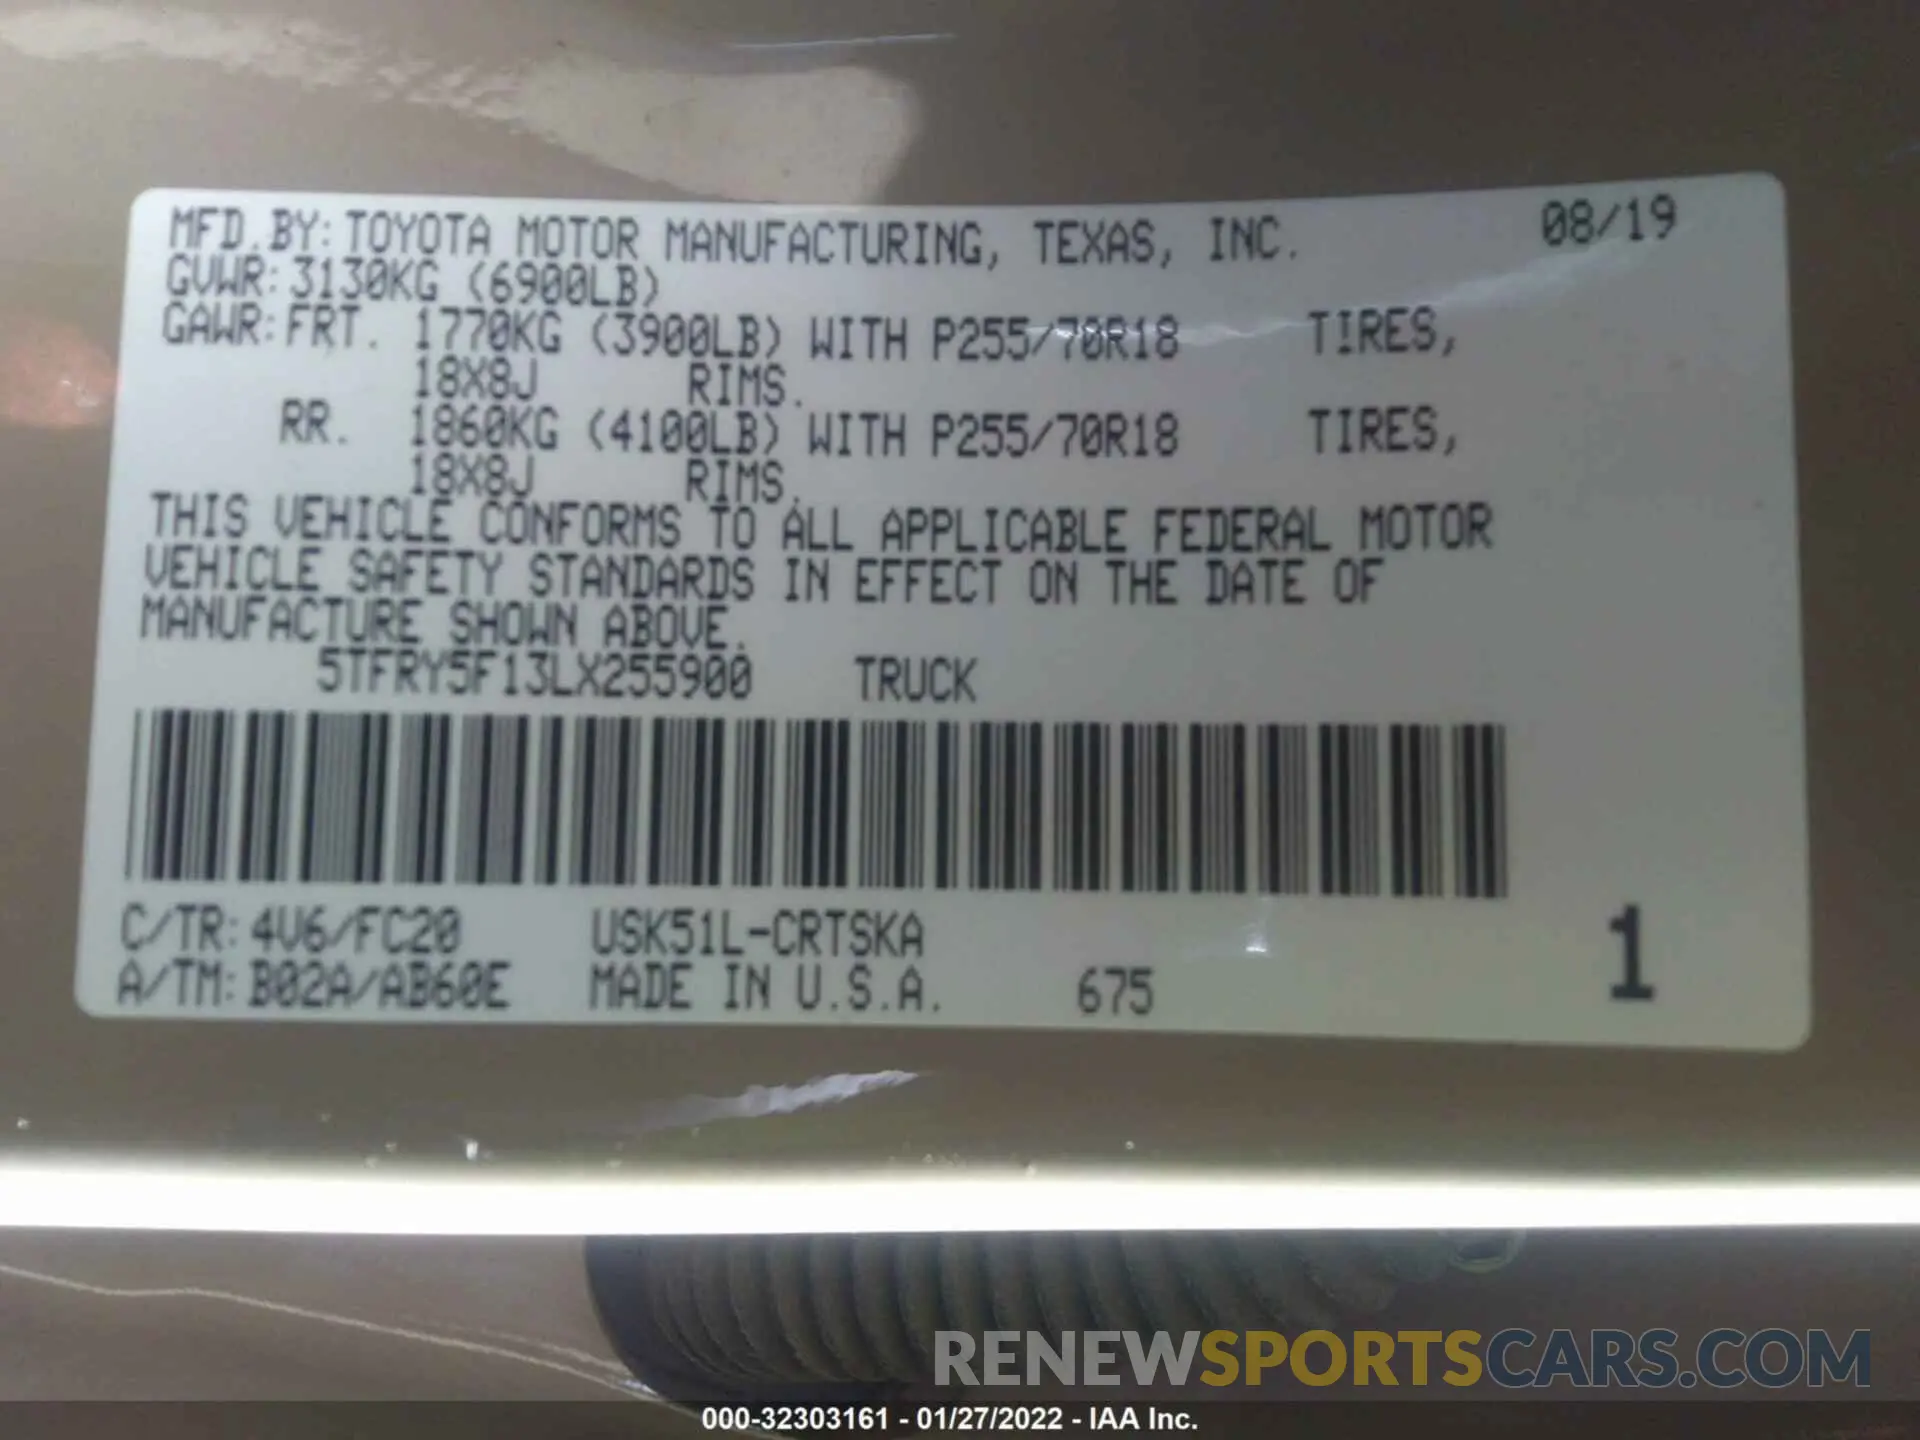 MFD.BY: TOYOTA MOTOR MANUFACTURING, TEXAS, INC. 08/19
GVWR: 3130KG (6900LB)
GAWR: FRT. 1770KG (3900LB) WITH P255/70R18 TIRES,
18X8J RIMS.
RR. 1860KG (4100LB) WITH P255/70R18 TIRES,
18X8J RIMS.
THIS VEHICLE CONFORMS TO ALL APPLICABLE FEDERAL MOTOR
VEHICLE SAFETY STANDARDS IN EFFECT ON THE DATE OF
MANUFACTURE SHOWN ABOVE.
5TFRY5F13LX255900 TRUCK
C/TR: 4V6/FC20 USK51L-CRTSKA
A/TM: B02A/AB60E MADE IN U.S.A. 675 1
RENEWSPORTSCARS.COM
000-32303161 - 01/27/2022 - IAA Inc.